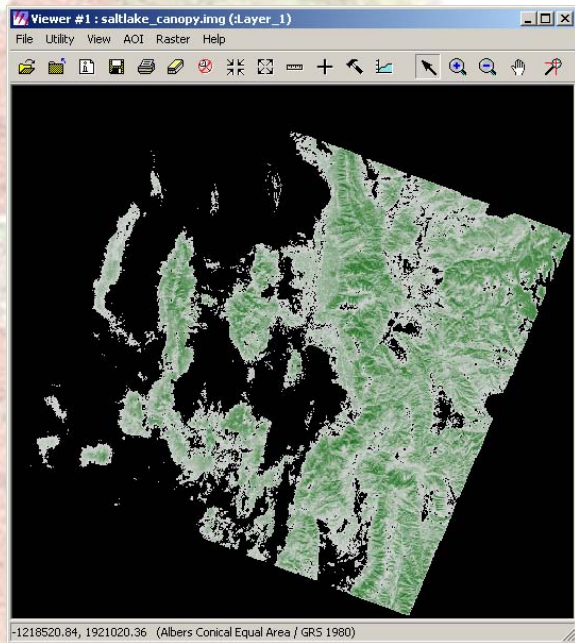 Viewer #1 : saltlake_canopy.img (:Layer_1)
File Utility View AOI Raster Help
-1218520.84, 1921020.36 (Albers Conical Equal Area / GRS 1980)